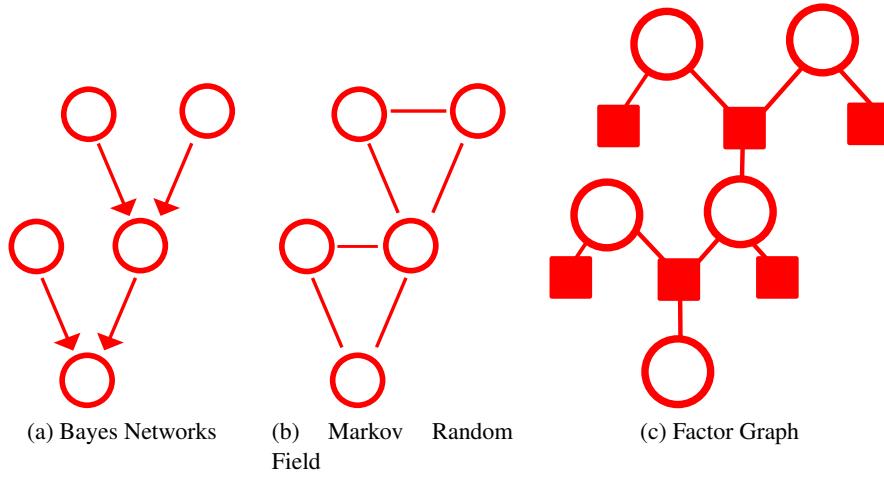 (a) Bayes Networks
(b) Markov Random
Field
(c) Factor Graph